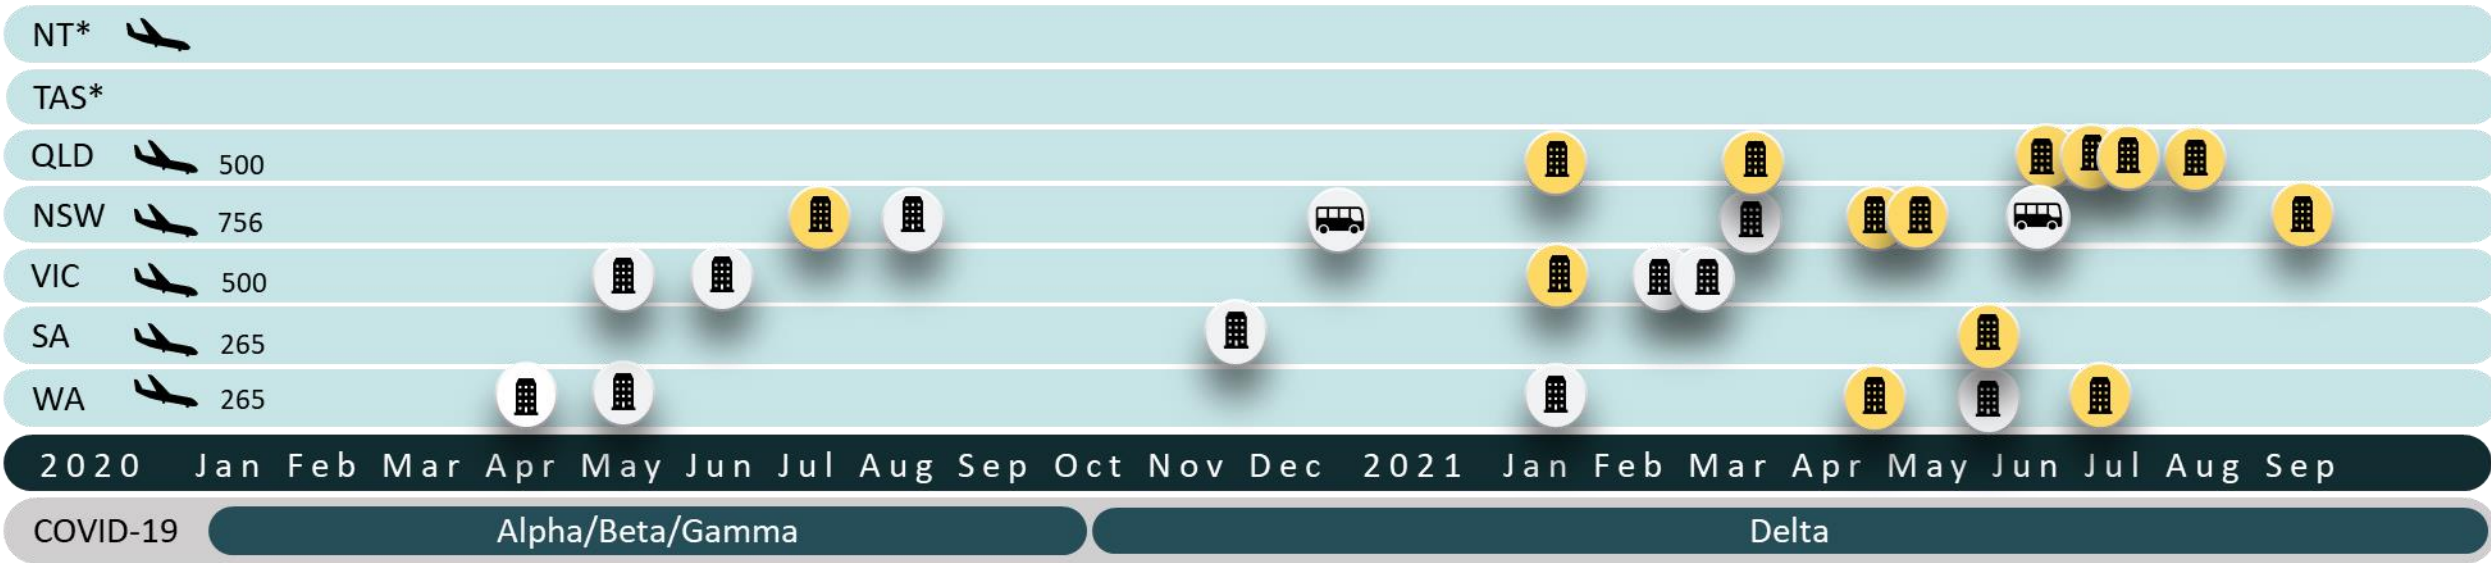 NT*
TAS*
QLD 500
NSW 756
VIC 500
SA 265
WA 265
2020 Jan Feb Mar Apr May Jun Jul Aug Sep Oct Nov Dec 2021 Jan Feb Mar Apr May Jun Jul Aug Sep
COVID-19 Alpha/Beta/Gamma Delta